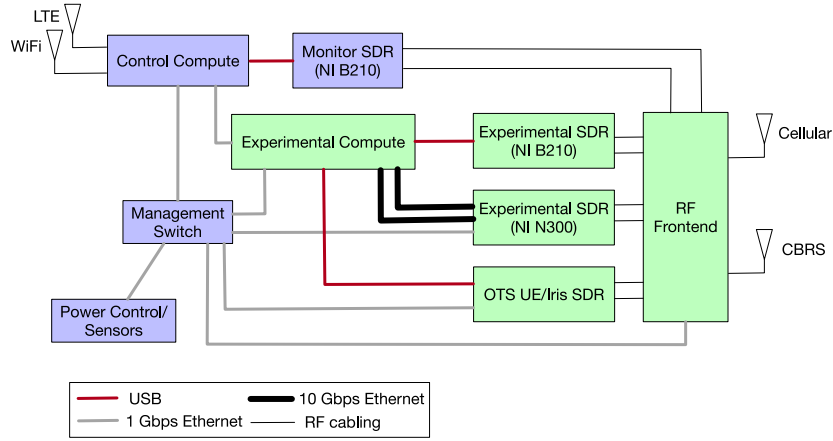 LTE
WiFi
Control Compute
Monitor SDR
(NI B210)
Experimental Compute
Experimental SDR
(NI B210)
Cellular
Management
Switch
Experimental SDR
(NI N300)
RF
Frontend
CBRS
OTS UE/Iris SDR
Power Control/
Sensors
USB
10 Gbps Ethernet
1 Gbps Ethernet
RF cabling